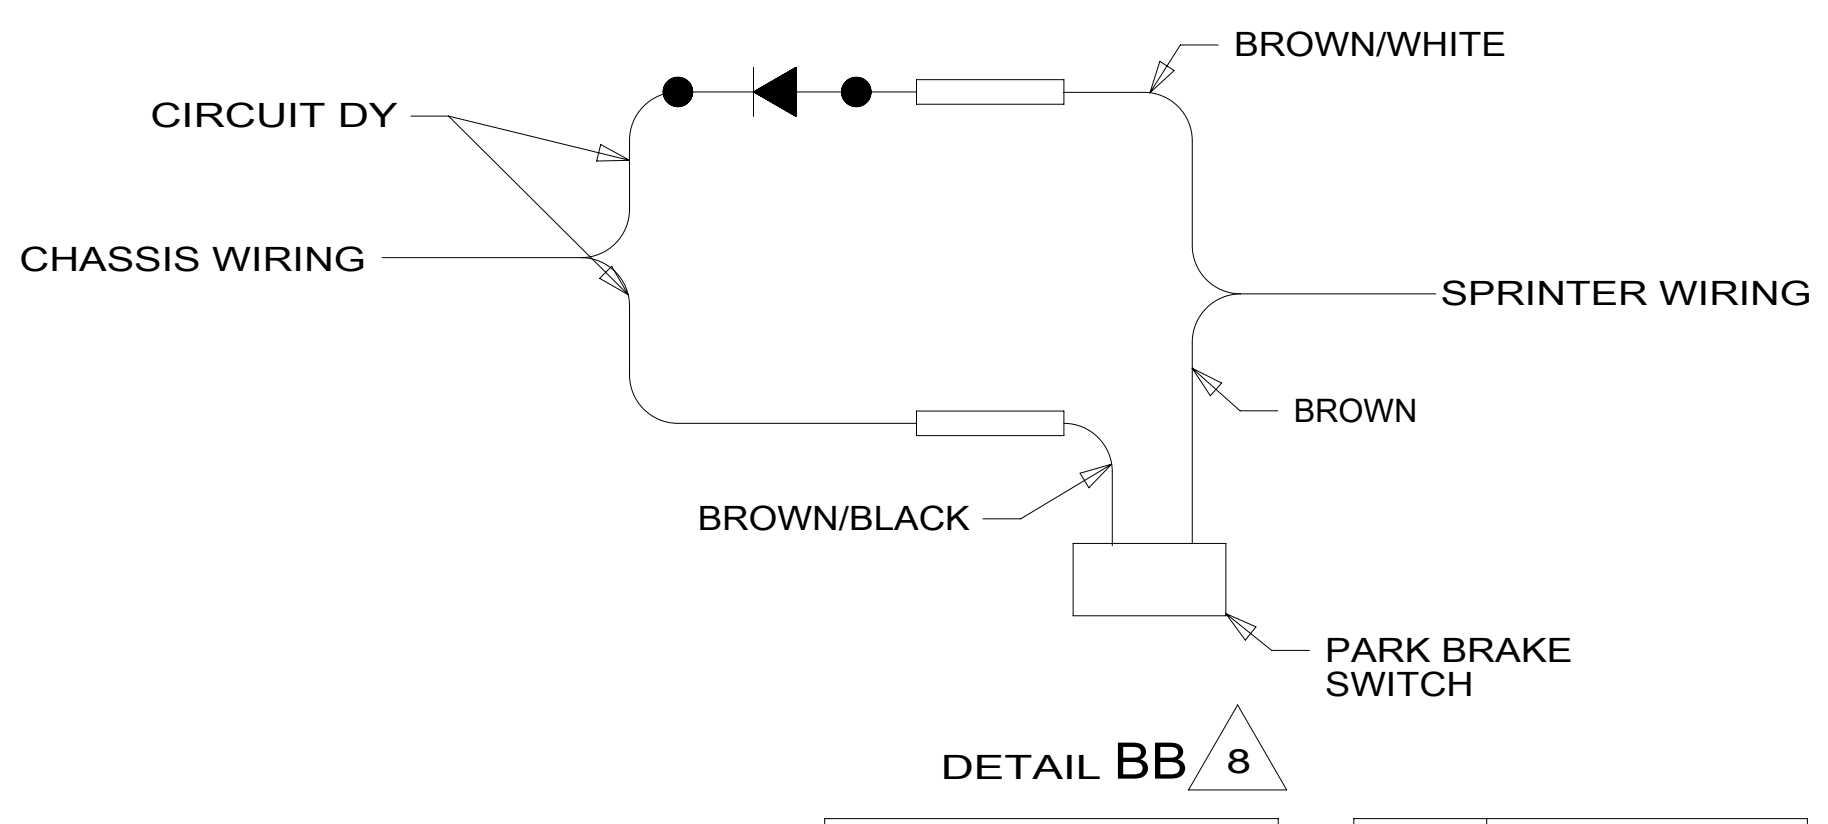 BROWN/WHITE
CIRCUIT DY
CHASSIS WIRING
SPRINTER WIRING
BROWN
BROWN/BLACK
PARK BRAKE
SWITCH
DETAIL BB 8